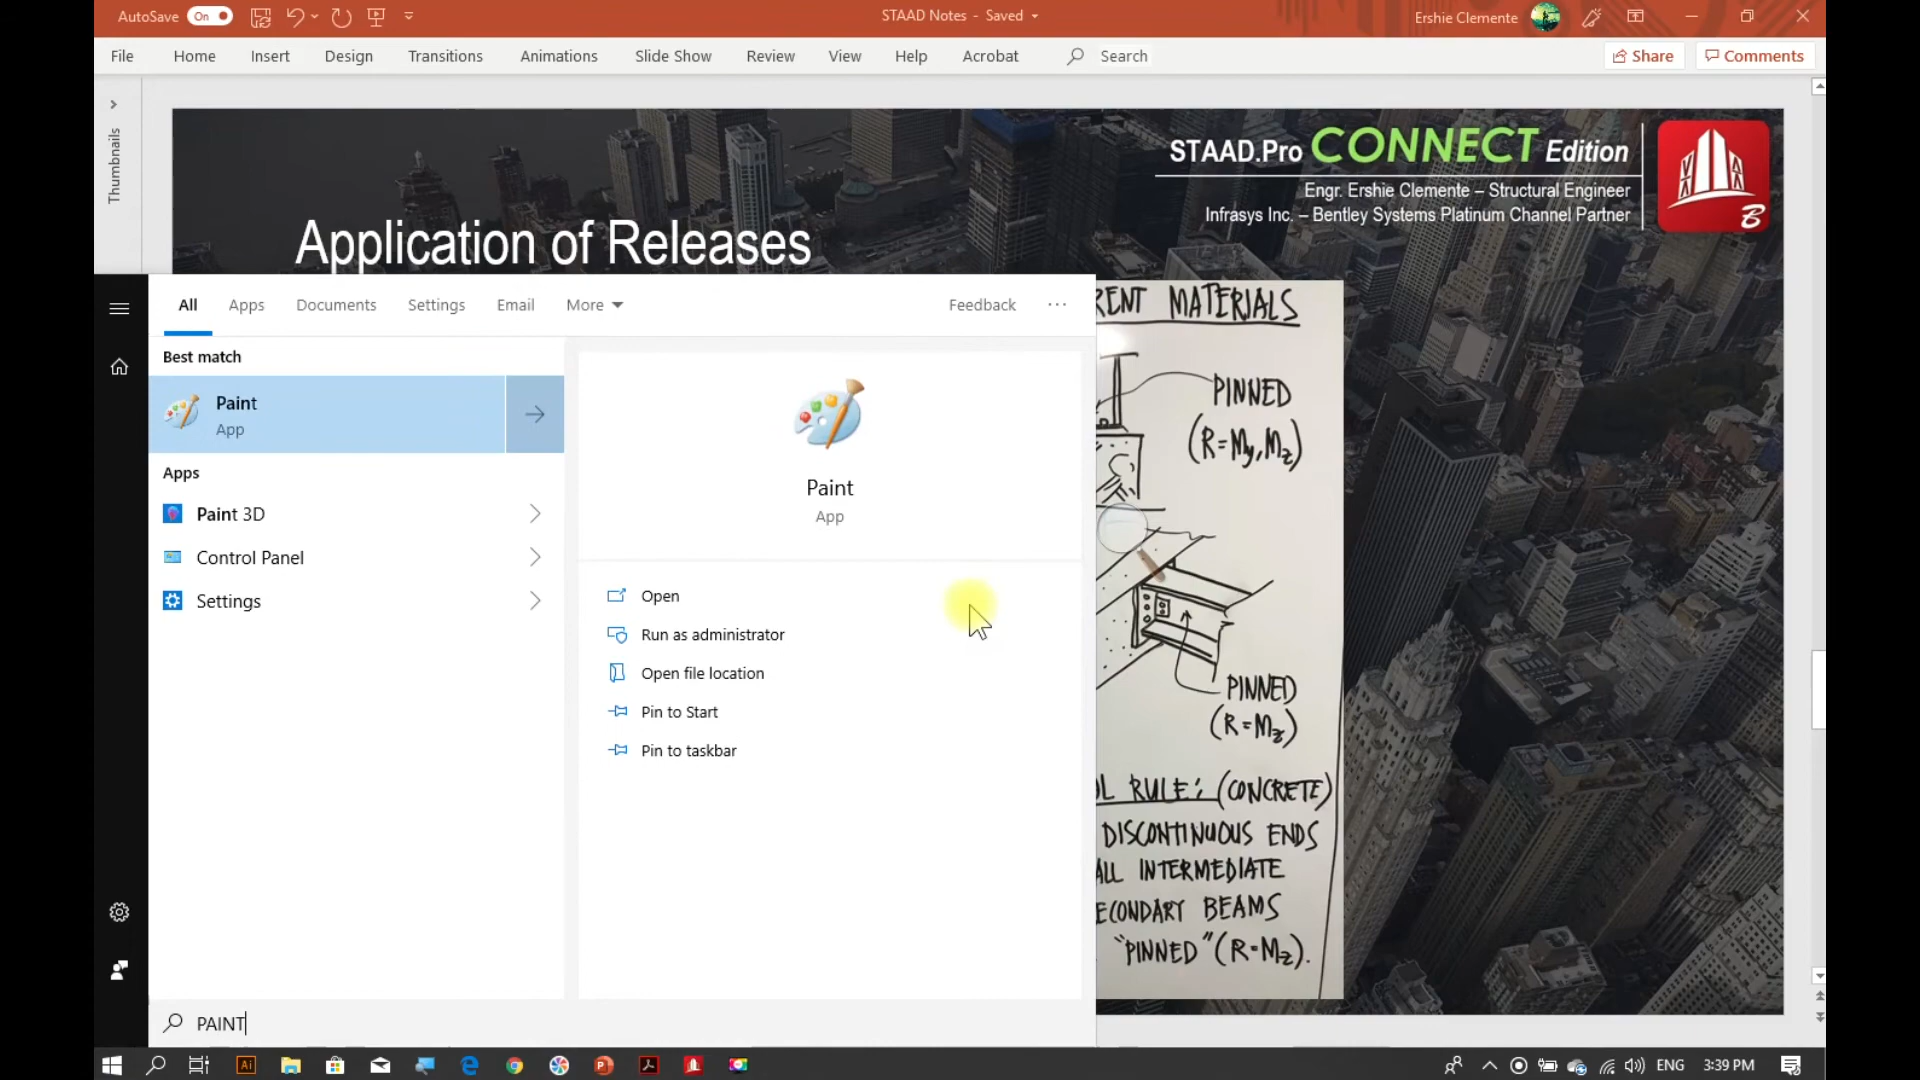 AutoSave On
STAAD Notes - Saved
Ershie Clemente
File Home Insert Design Transitions Animations Slide Show Review View Help Acrobat Search Share Comments
Thumbnails
STAAD.Pro CONNECT Edition
Engr. Ershie Clemente – Structural Engineer
Infrasys Inc. – Bentley Systems Platinum Channel Partner
B
Application of Releases
All Apps Documents Settings Email More Feedback ...
Best match
Paint
App
Apps
Paint 3D
Control Panel
Settings
Paint
App
Open
Run as administrator
Open file location
Pin to Start
Pin to taskbar
RENT MATERIALS
PINNED
(R=My,Mz)
PINNED
(R=Mz)
L RULE: (CONCRETE)
DISCONTINUOUS ENDS
ALL INTERMEDIATE
ECONDARY BEAMS
"PINNED" (R=Mz).
PAINT
Ai
ENG 3:39 PM